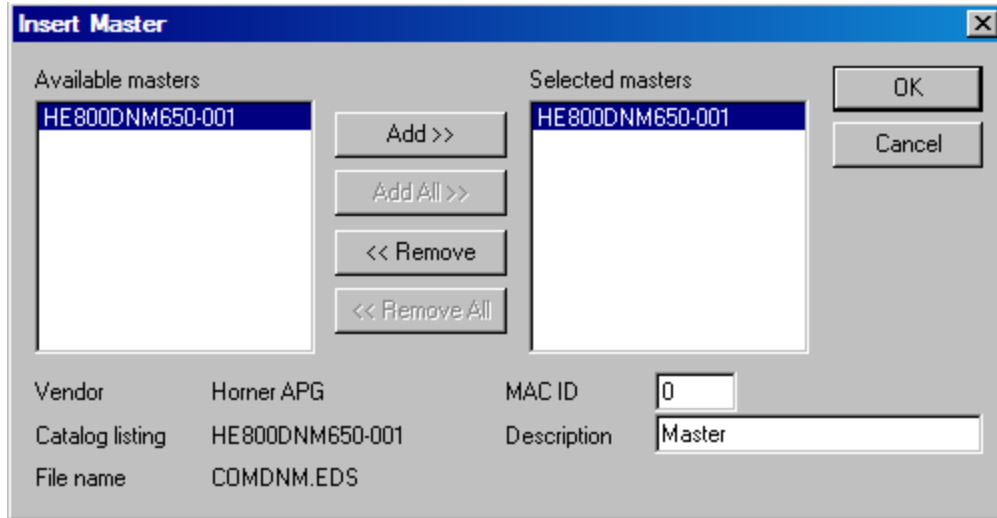 Insert Master
Available masters
Selected masters
HE800DNM650-001
HE800DNM650-001
Add >>
Add All >>
<< Remove
<< Remove All
OK
Cancel
Vendor Horner APG
MAC ID 0
Catalog listing HE800DNM650-001
Description Master
File name COMDNM.EDS